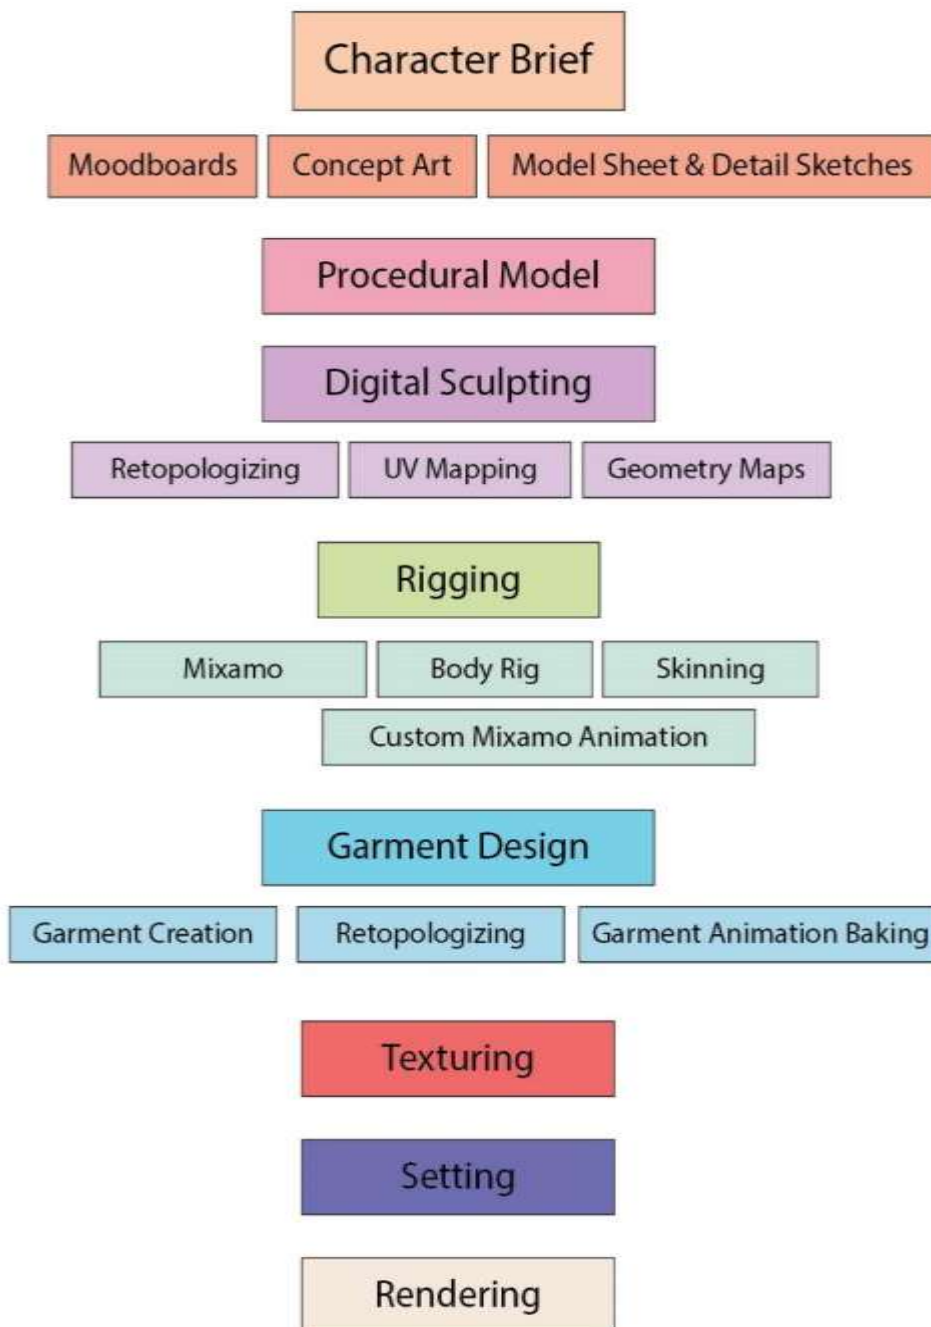 Character Brief
Moodboards
Concept Art
Model Sheet & Detail Sketches
Procedural Model
Digital Sculpting
Retopologizing
UV Mapping
Geometry Maps
Rigging
Mixamo
Body Rig
Skinning
Custom Mixamo Animation
Garment Design
Garment Creation
Retopologizing
Garment Animation Baking
Texturing
Setting
Rendering